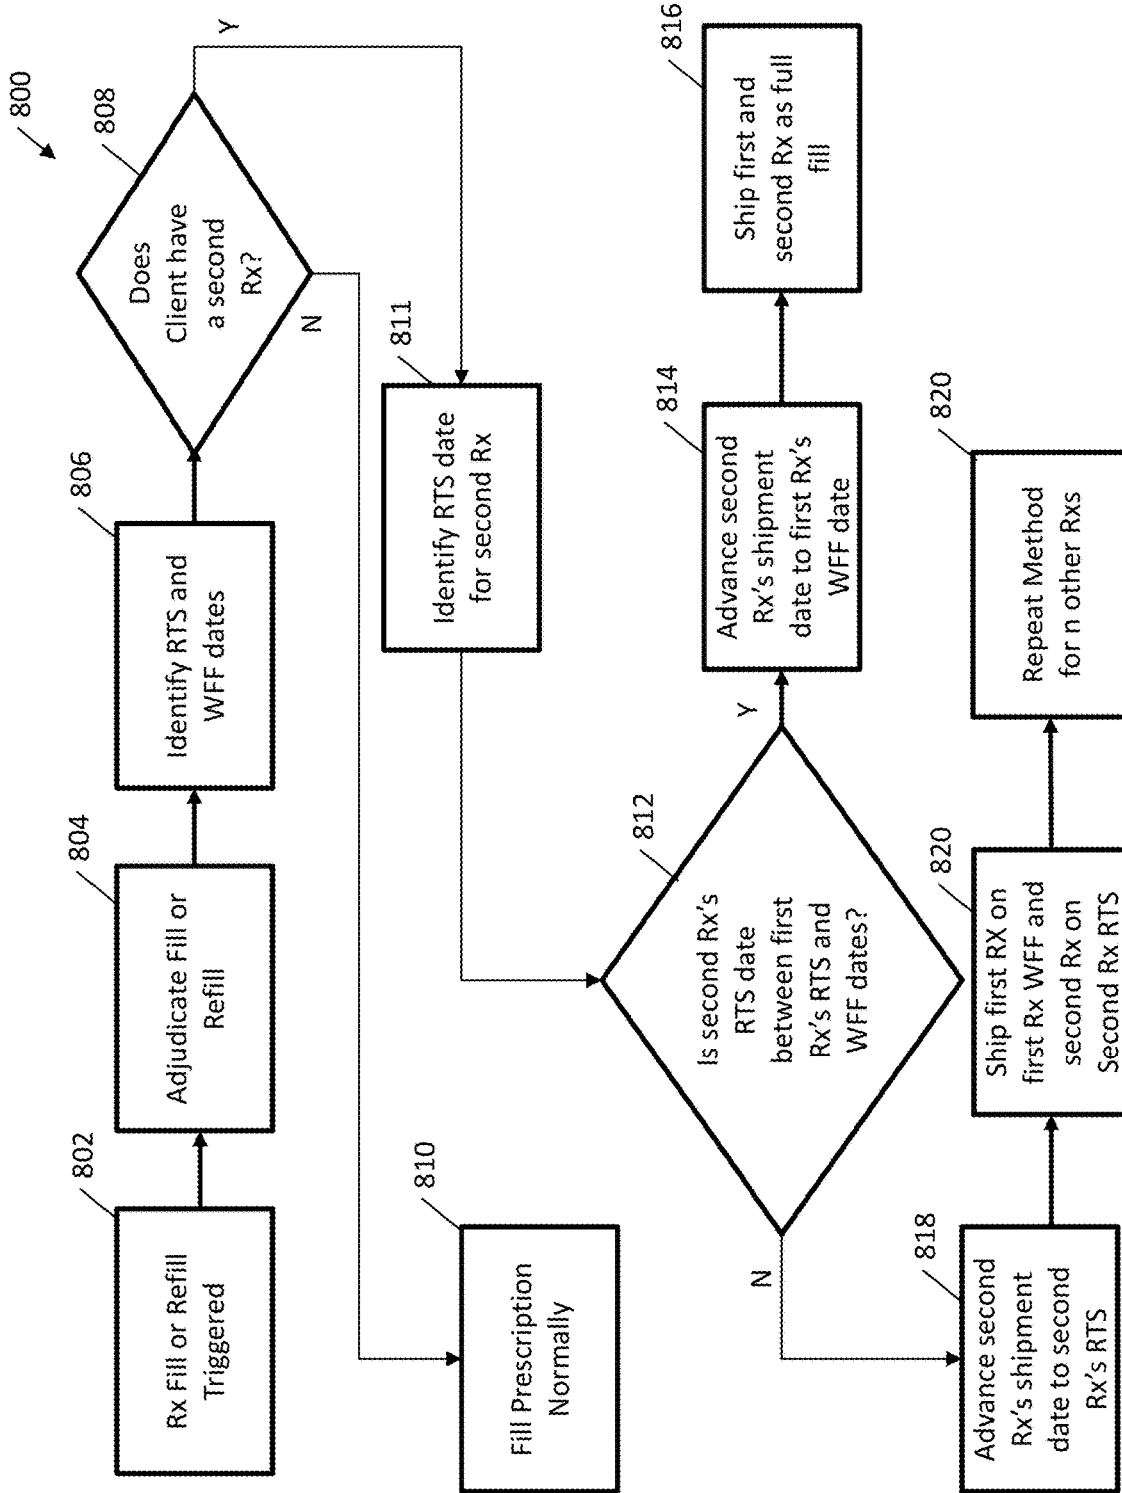 800
802
Rx Fill or Refill
Triggered
804
Adjudicate Fill or
Refill
806
Identify RTS and
WFF dates
808
Does
Client have
a second
Rx?
Y
N
810
Fill Prescription
Normally
811
Identify RTS date
for second Rx
812
Is second Rx's
RTS date
between first
Rx's RTS and
WFF dates?
Y
N
814
Advance second
Rx's shipment
date to first Rx's
WFF date
816
Ship first and
second Rx as full
fill
818
Advance second
Rx's shipment
date to second
Rx's RTS
820
Ship first RX on
first Rx WFF and
second Rx on
Second Rx RTS
820
Repeat Method
for n other Rxs